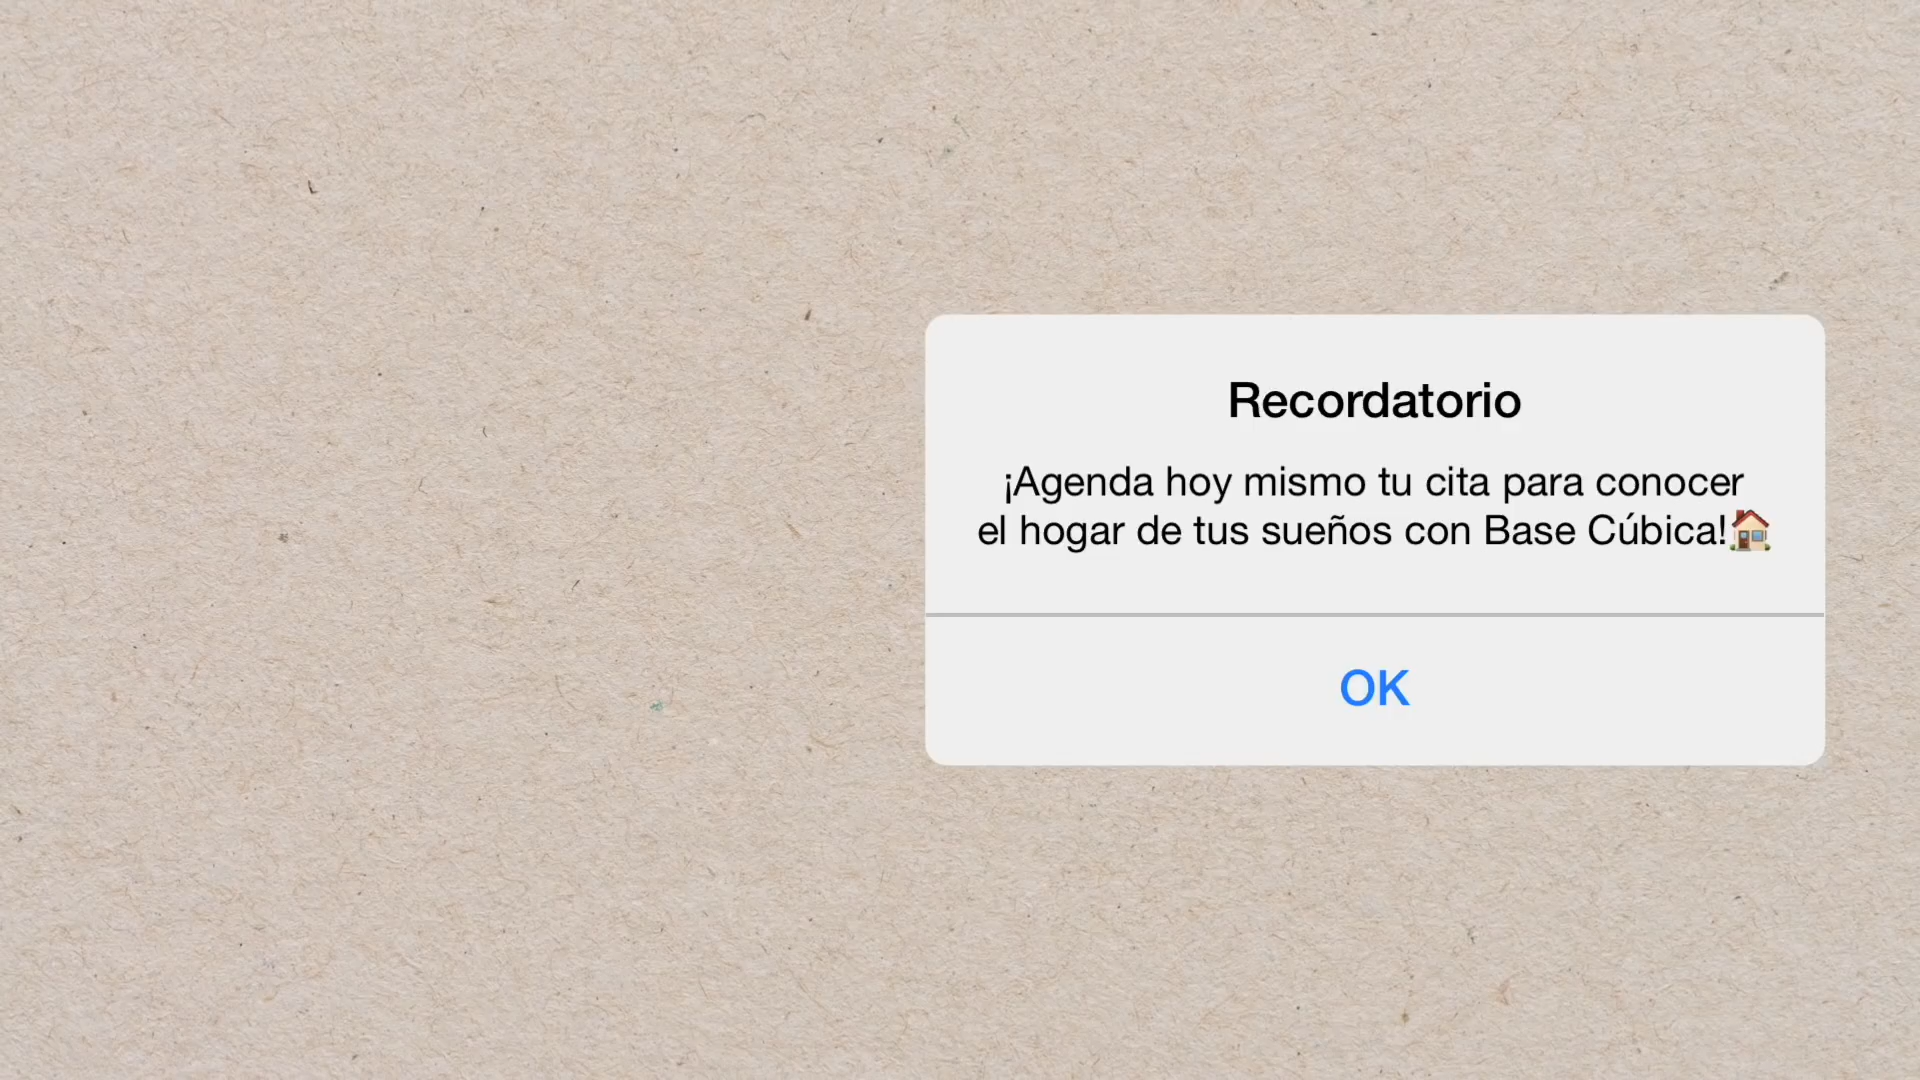 Recordatorio
¡Agenda hoy mismo tu cita para conocer
el hogar de tus sueños con Base Cúbica!🏠
OK